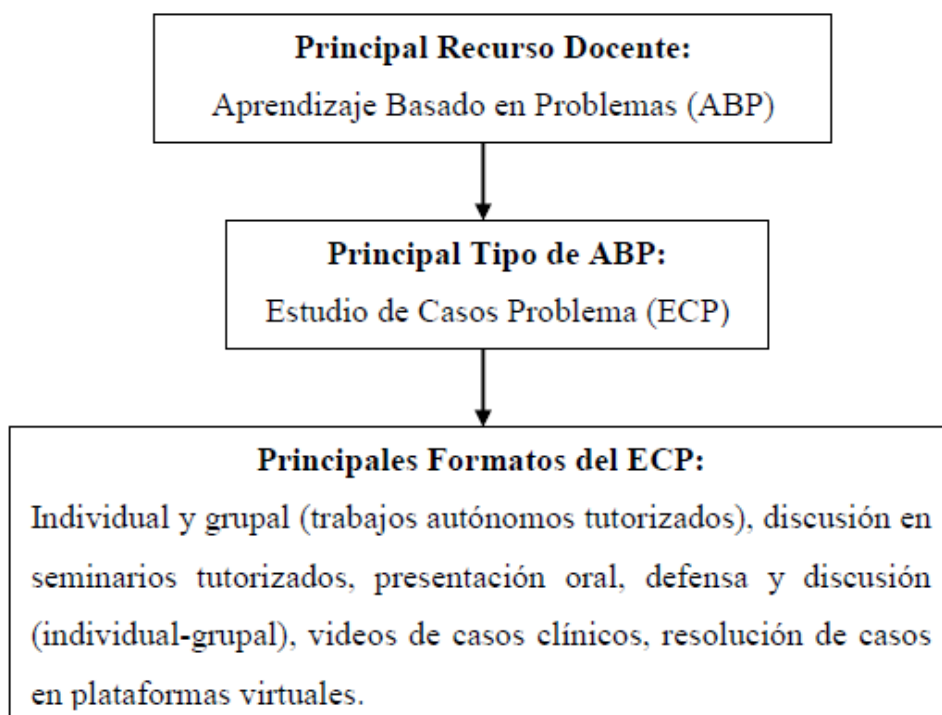 Principal Recurso Docente:
Aprendizaje Basado en Problemas (ABP)
Principal Tipo de ABP:
Estudio de Casos Problema (ECP)
Principales Formatos del ECP:
Individual y grupal (trabajos autónomos tutorizados), discusión en
seminarios tutorizados, presentación oral, defensa y discusión
(individual-grupal), videos de casos clínicos, resolución de casos
en plataformas virtuales.